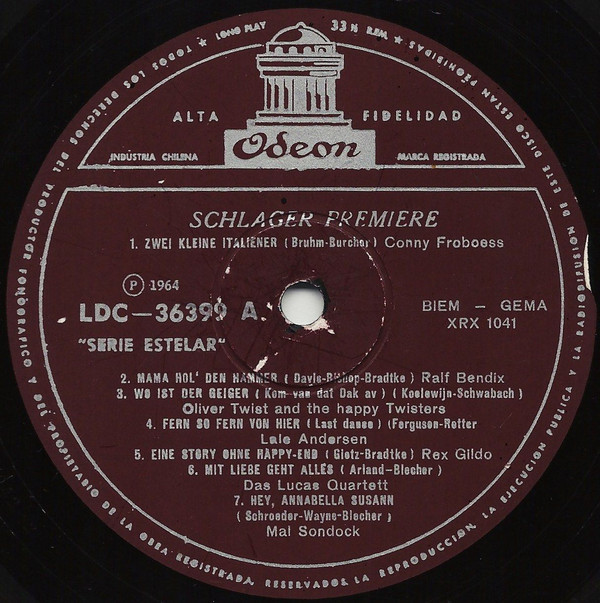 LONG PLAY 33⅓ R.P.M.
ALTA FIDELIDAD
Odeon
INDUSTRIA CHILENA MARCA REGISTRADA
SCHLAGER PREMIERE
1. ZWEI KLEINE ITALIENER ( Bruhm-Burcher) Conny Froboess
Ⓟ 1964
LDC—36399 A.
BIEM — GEMA
XRX 1041
"SERIE ESTELAR"
2. MAMA HOL' DEN HAMMER ( Dayle-Bishop-Bradtke ) Ralf Bendix
3. WO IST DER GEIGER ( Kom van dat Dak av ) ( Koelewijn-Schwabach )
Oliver Twist and the happy Twisters
4. FERN SO FERN VON HIER ( Last dance ) (Ferguson-Retter
Lale Andersen
5. EINE STORY OHNE HAPPY-END ( Gietz-Bradtke ) Rex Gildo
6. MIT LIEBE GEHT ALLES ( Arland-Blecher )
Das Lucas Quartett
7. HEY, ANNABELLA SUSANN
( Schroeder-Wayne-Blecher )
Mal Sondock
TODOS LOS DERECHOS DEL PRODUCTOR FONOGRAFICO Y DEL PROPIETARIO DE LA OBRA REGISTRADA, RESERVADOS. LA REPRODUCCION, LA EJECUCION PUBLICA Y LA RADIODIFUSION DE ESTE DISCO ESTAN PROHIBIDAS